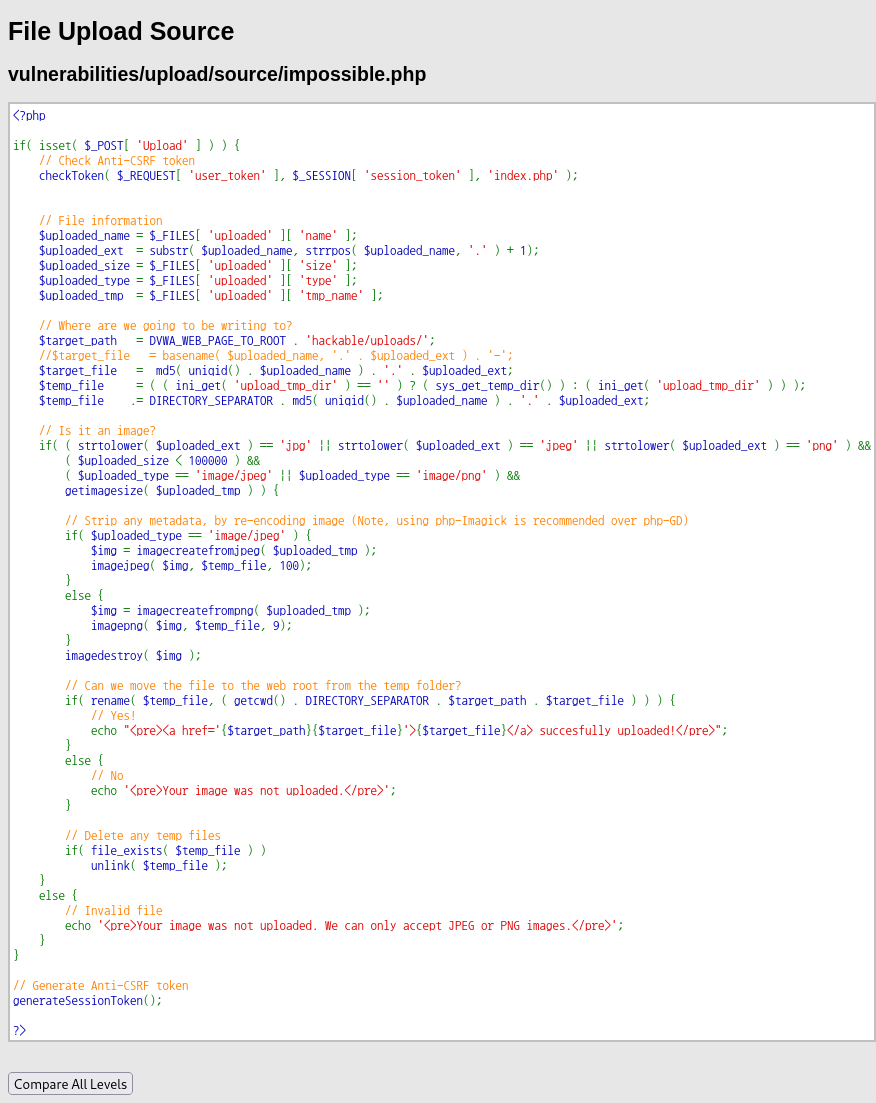 File Upload Source
vulnerabilities/upload/source/impossible.php
<?php
if( isset( $_POST[ 'Upload' ] ) ) {
    // Check Anti-CSRF token
    checkToken( $_REQUEST[ 'user_token' ], $_SESSION[ 'session_token' ], 'index.php' );
    // File information
    $uploaded_name = $_FILES[ 'uploaded' ][ 'name' ];
    $uploaded_ext  = substr( $uploaded_name, strrpos( $uploaded_name, '.' ) + 1);
    $uploaded_size = $_FILES[ 'uploaded' ][ 'size' ];
    $uploaded_type = $_FILES[ 'uploaded' ][ 'type' ];
    $uploaded_tmp  = $_FILES[ 'uploaded' ][ 'tmp_name' ];
    // Where are we going to be writing to?
    $target_path   = DVWA_WEB_PAGE_TO_ROOT . 'hackable/uploads/';
    //$target_file   = basename( $uploaded_name, '.' . $uploaded_ext ) . '-';
    $target_file   =  md5( uniqid() . $uploaded_name ) . '.' . $uploaded_ext;
    $temp_file     = ( ( ini_get( 'upload_tmp_dir' ) == '' ) ? ( sys_get_temp_dir() ) : ( ini_get( 'upload_tmp_dir' ) ) );
    $temp_file    .= DIRECTORY_SEPARATOR . md5( uniqid() . $uploaded_name ) . '.' . $uploaded_ext;
    // Is it an image?
    if( ( strtolower( $uploaded_ext ) == 'jpg' || strtolower( $uploaded_ext ) == 'jpeg' || strtolower( $uploaded_ext ) == 'png' ) &&
        ( $uploaded_size < 100000 ) &&
        ( $uploaded_type == 'image/jpeg' || $uploaded_type == 'image/png' ) &&
        getimagesize( $uploaded_tmp ) ) {
        // Strip any metadata, by re-encoding image (Note, using php-Imagick is recommended over php-GD)
        if( $uploaded_type == 'image/jpeg' ) {
            $img = imagecreatefromjpeg( $uploaded_tmp );
            imagejpeg( $img, $temp_file, 100);
        }
        else {
            $img = imagecreatefrompng( $uploaded_tmp );
            imagepng( $img, $temp_file, 9);
        }
        imagedestroy( $img );
        // Can we move the file to the web root from the temp folder?
        if( rename( $temp_file, ( getcwd() . DIRECTORY_SEPARATOR . $target_path . $target_file ) ) ) {
            // Yes!
            echo "<pre><a href='{$target_path}{$target_file}'>{$target_file}</a> succesfully uploaded!</pre>";
        }
        else {
            // No
            echo '<pre>Your image was not uploaded.</pre>';
        }
        // Delete any temp files
        if( file_exists( $temp_file ) )
            unlink( $temp_file );
    }
    else {
        // Invalid file
        echo '<pre>Your image was not uploaded. We can only accept JPEG or PNG images.</pre>';
    }
}
// Generate Anti-CSRF token
generateSessionToken();
?>
Compare All Levels